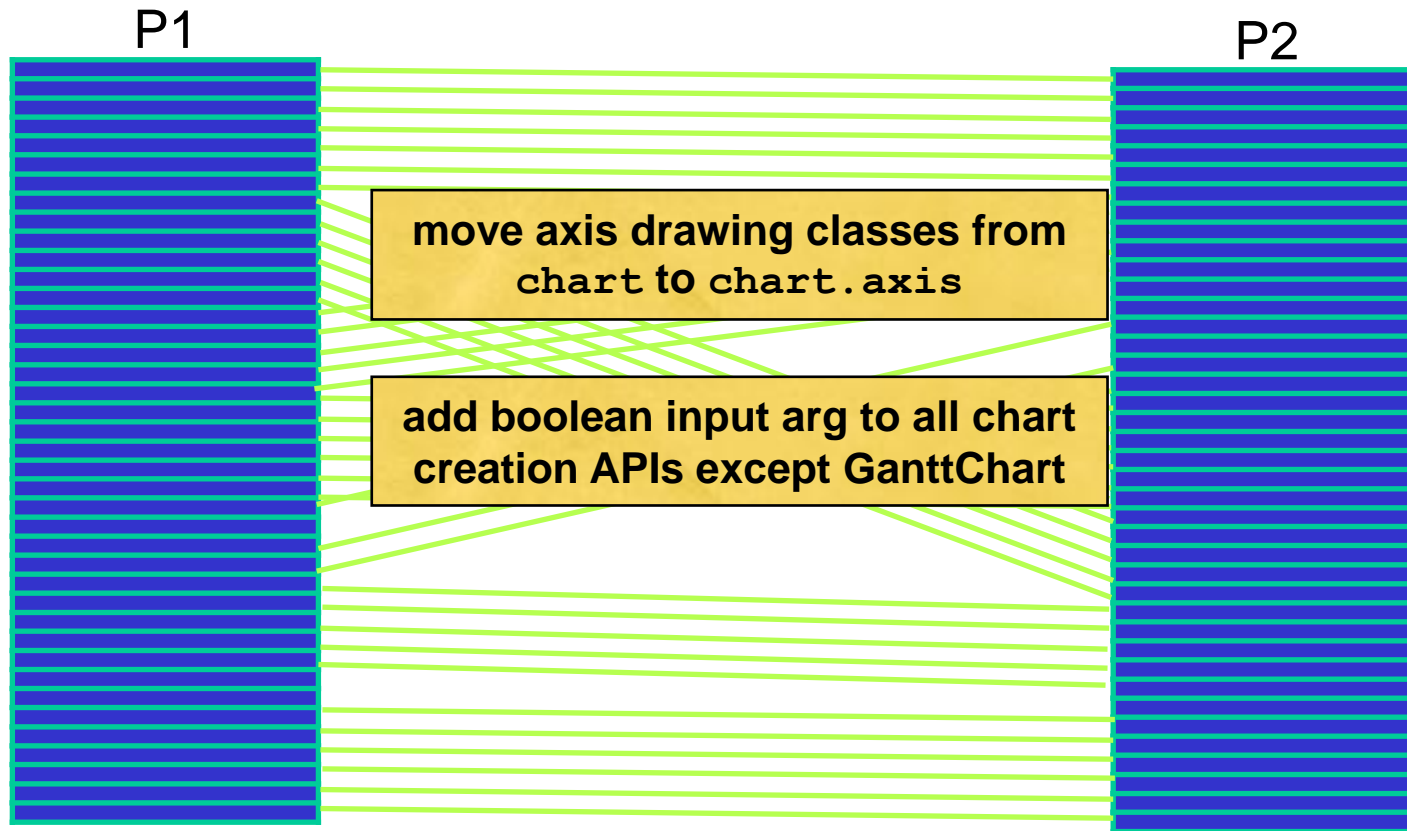 P1
P2
move axis drawing classes from
chart to chart.axis
add boolean input arg to all chart
creation APIs except GanttChart